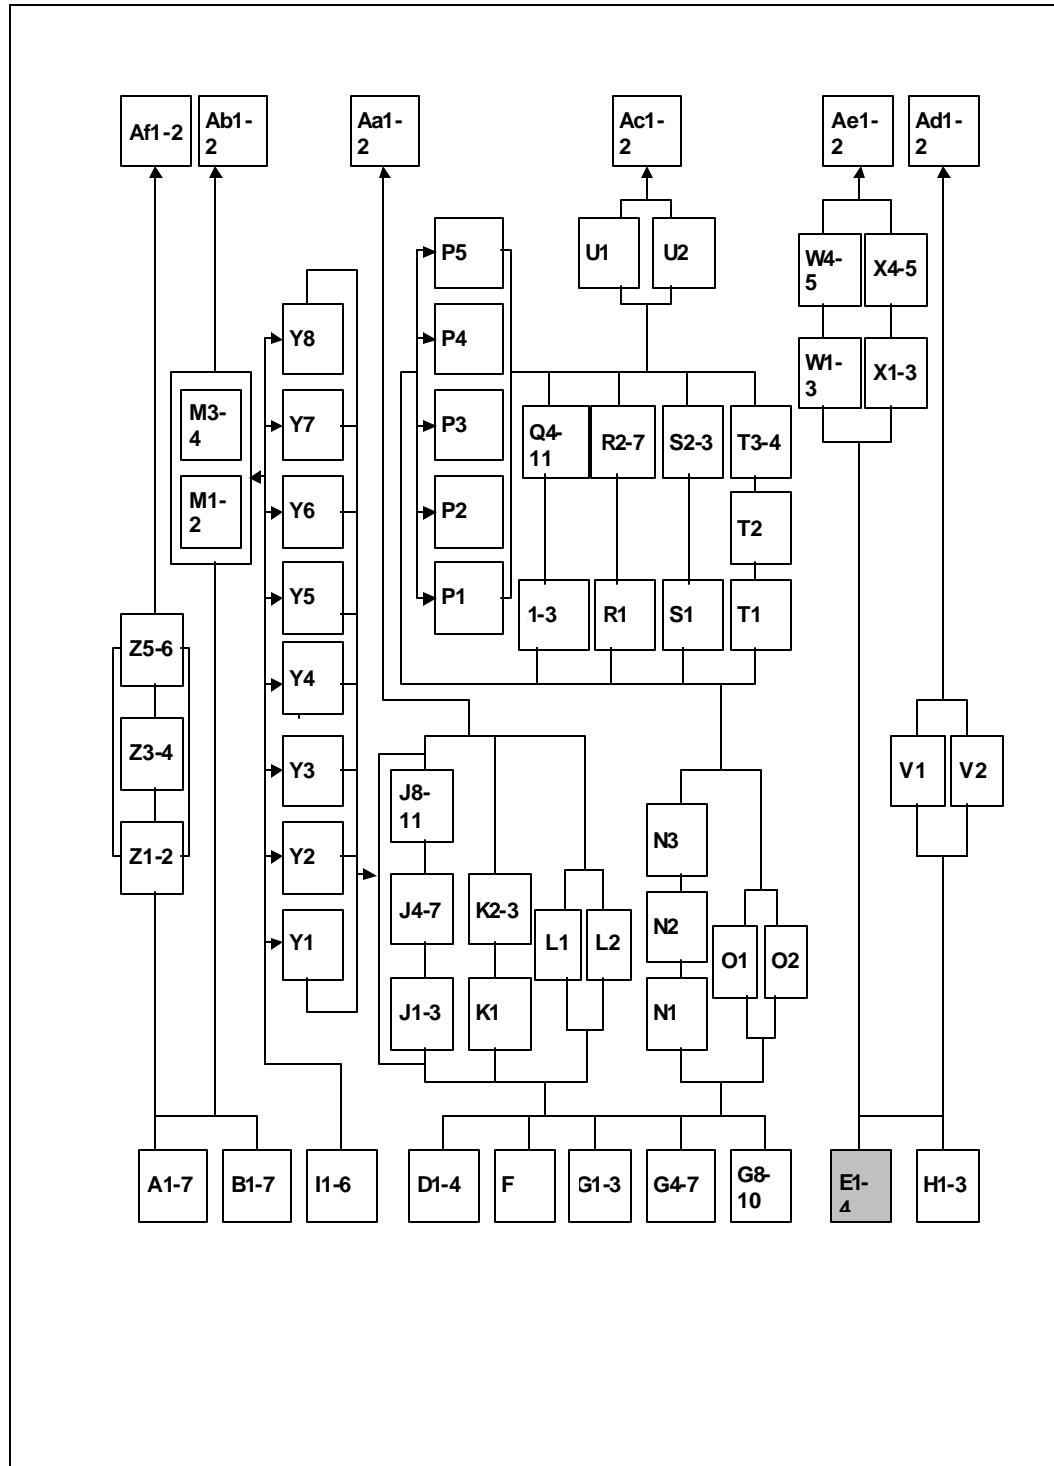 Af1-2
Ab1-
2
Aa1-
2
Ac1-
2
Ae1-
2
Ad1-
2
P5
U1
U2
W4-
5
X4-5
Y8
P4
W1-
3
X1-3
M3-
4
Y7
P3
Q4-
11
R2-7
S2-3
T3-4
M1-
2
Y6
P2
T2
Y5
P1
1-3
R1
S1
T1
Z5-6
Y4
Z3-4
Y3
J8-
11
V1
V2
Z1-2
Y2
N3
J4-7
K2-3
N2
Y1
L1
L2
O1
O2
J1-3
K1
N1
A1-7
B1-7
I1-6
D1-4
F
G1-3
G4-7
G8-
10
E1-
4
H1-3